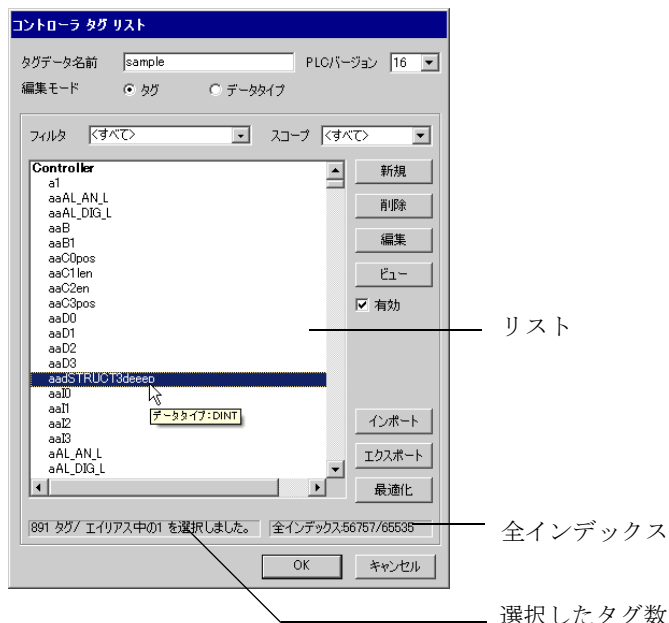 コントローラ タグ リスト
タグデータ名前 sample PLCバージョン 16
編集モード タグ データタイプ
フィルタ <すべて> スコープ <すべて>
Controller
a1
aaAL_AN_L
aaAL_DIG_L
aaB
aaB1
aaC0pos
aaC1len
aaC2en
aaC3pos
aaD0
aaD1
aaD2
aaD3
aadSTRUCT3deeep
aaI0
aaI1
aaI2
aaI3
aAL_AN_L
aAL_DIG_L
データタイプ:DINT
新規
削除
編集
ビュー
有効
インポート
エクスポート
最適化
891 タグ/ エイリアス中の1 を選択しました。 全インデックス:56757/65535
OK キャンセル
リスト
全インデックス
選択したタグ数